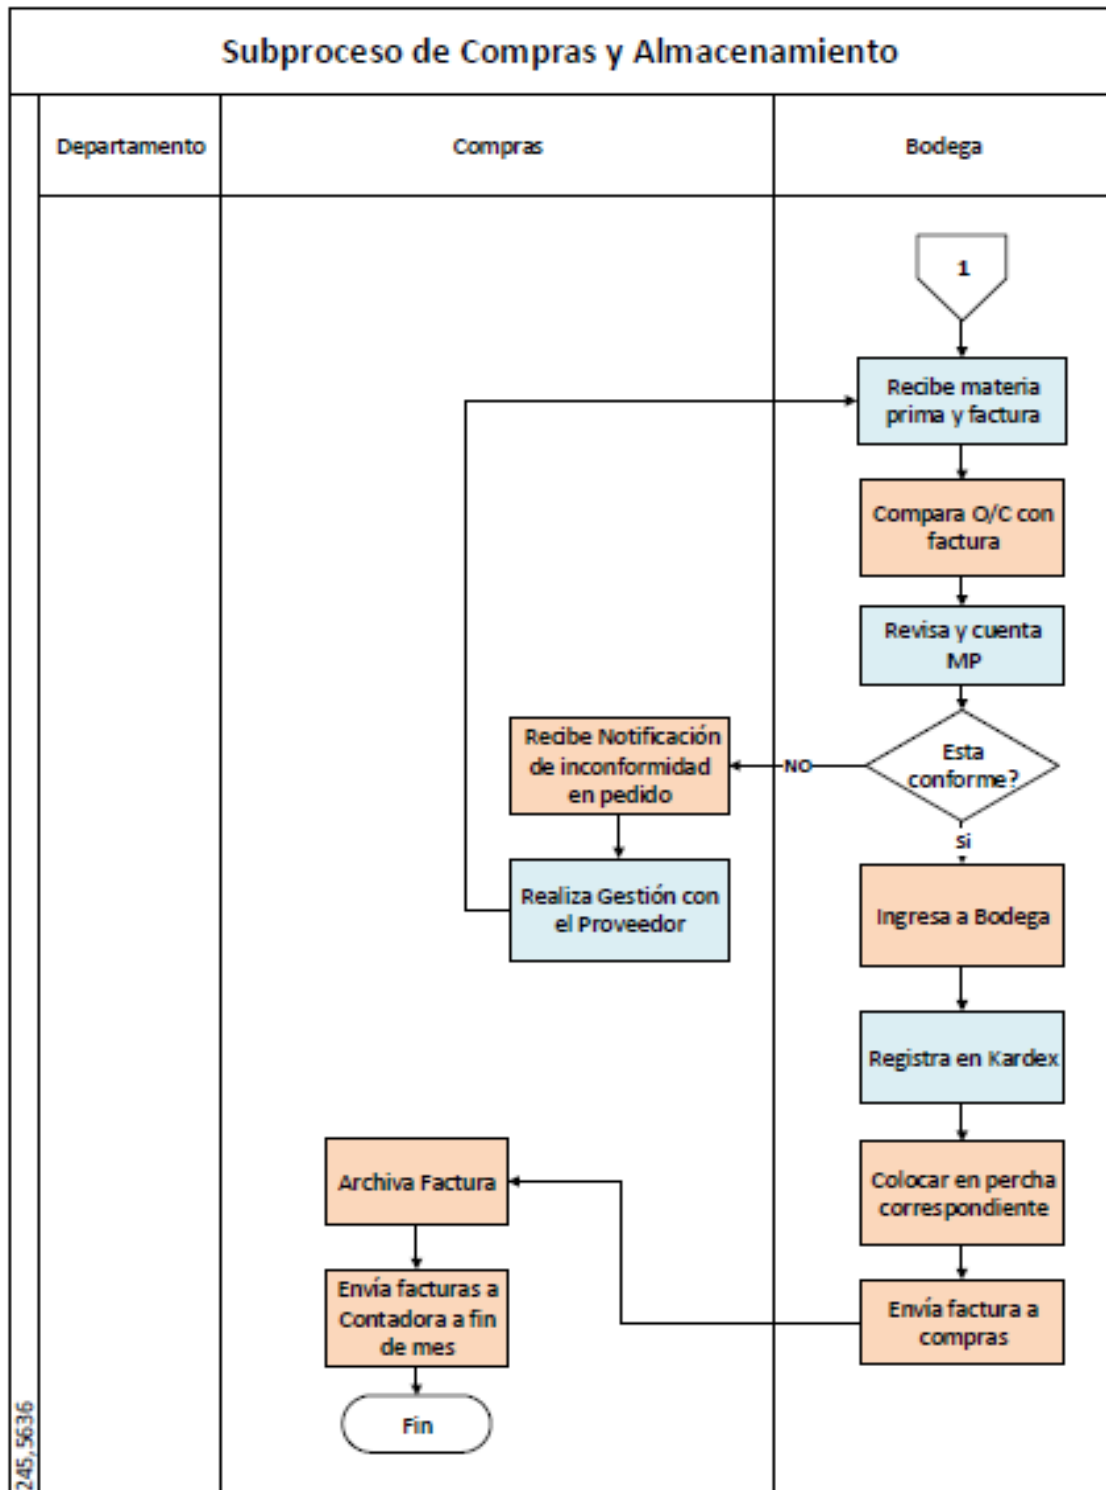 Subproceso de Compras y Almacenamiento
Departamento
Compras
Bodega
1
Recibe materia
prima y factura
Compara O/C con
factura
Revisa y cuenta
MP
Esta
conforme?
NO
Recibe Notificación
de inconformidad
en pedido
Realiza Gestión con
el Proveedor
Si
Ingresa a Bodega
Registra en Kardex
Colocar en percha
correspondiente
Envía factura a
compras
Archiva Factura
Envía facturas a
Contadora a fin
de mes
Fin
245,5636